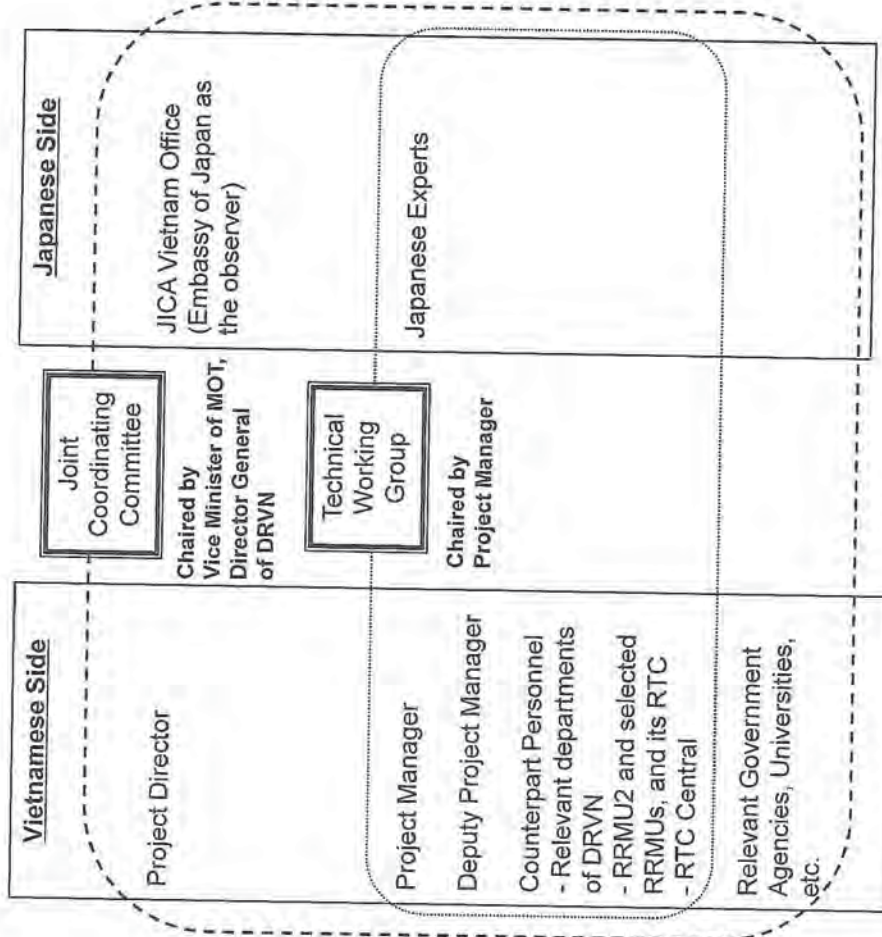 Vietnamese Side
Project Director
Project Manager
Deputy Project Manager
Counterpart Personnel
- Relevant departments
of DRVN
- RRMU2 and selected
RRMUs, and its RTC
- RTC Central
Relevant Government
Agencies, Universities,
etc.
Joint
Coordinating
Committee
Chaired by
Vice Minister of MOT,
Director General
of DRVN
Technical
Working
Group
Chaired by
Project Manager
Japanese Side
JICA Vietnam Office
(Embassy of Japan as
the observer)
Japanese Experts